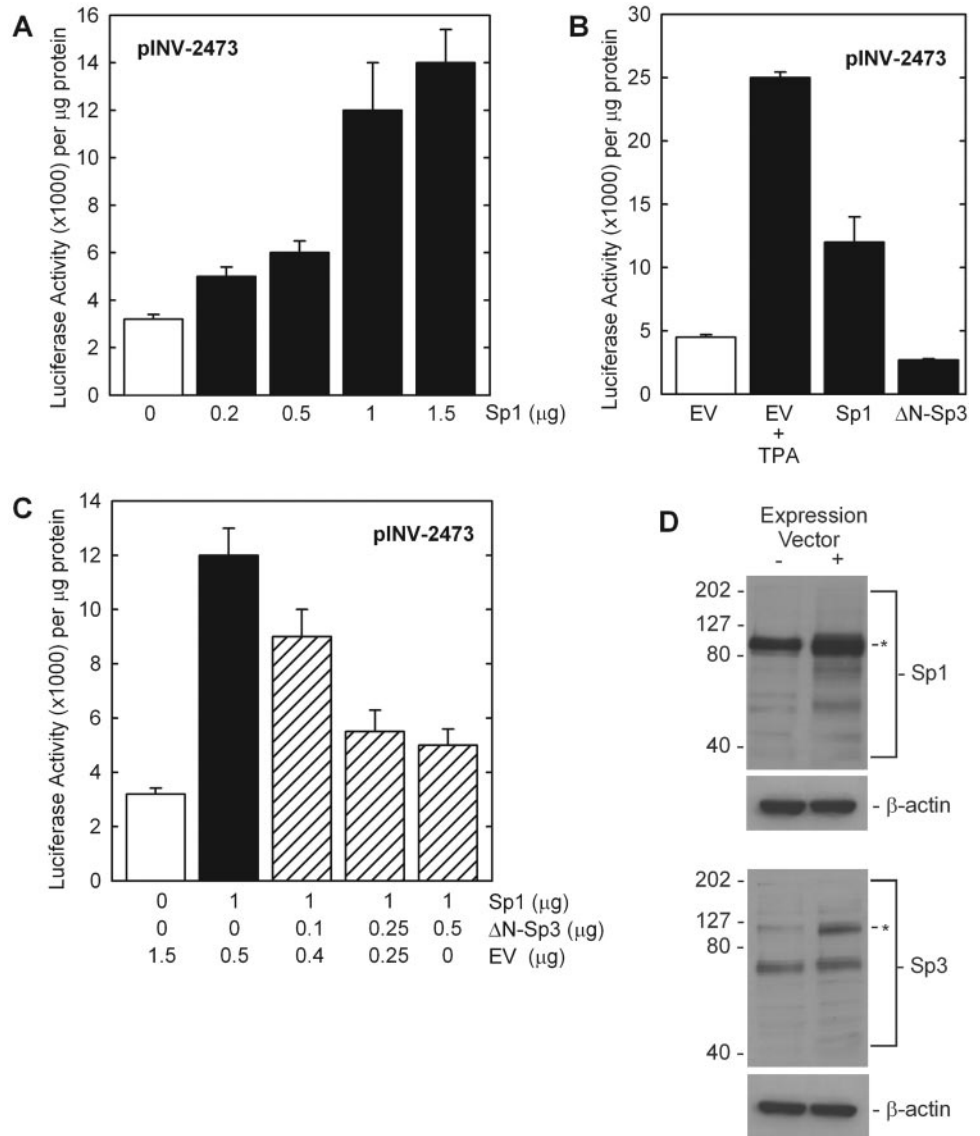 A
pINV-2473
Luciferase Activity (x1000) per μg protein
16
14
12
10
8
6
4
2
0
0 0.2 0.5 1 1.5 Sp1 (μg)
B
pINV-2473
Luciferase Activity (x1000) per μg protein
30
25
20
15
10
5
0
EV EV + TPA Sp1 ΔN-Sp3
C
pINV-2473
Luciferase Activity (x1000) per μg protein
14
12
10
8
6
4
2
0
0 1 1 1 1 Sp1 (μg)
0 0 0.1 0.25 0.5 ΔN-Sp3 (μg)
1.5 0.5 0.4 0.25 0 EV (μg)
D
Expression
Vector
- +
202 -
127 -
80 -
40 -
-*
- Sp1
- β-actin
202 -
127 -
80 -
40 -
-*
- Sp3
- β-actin